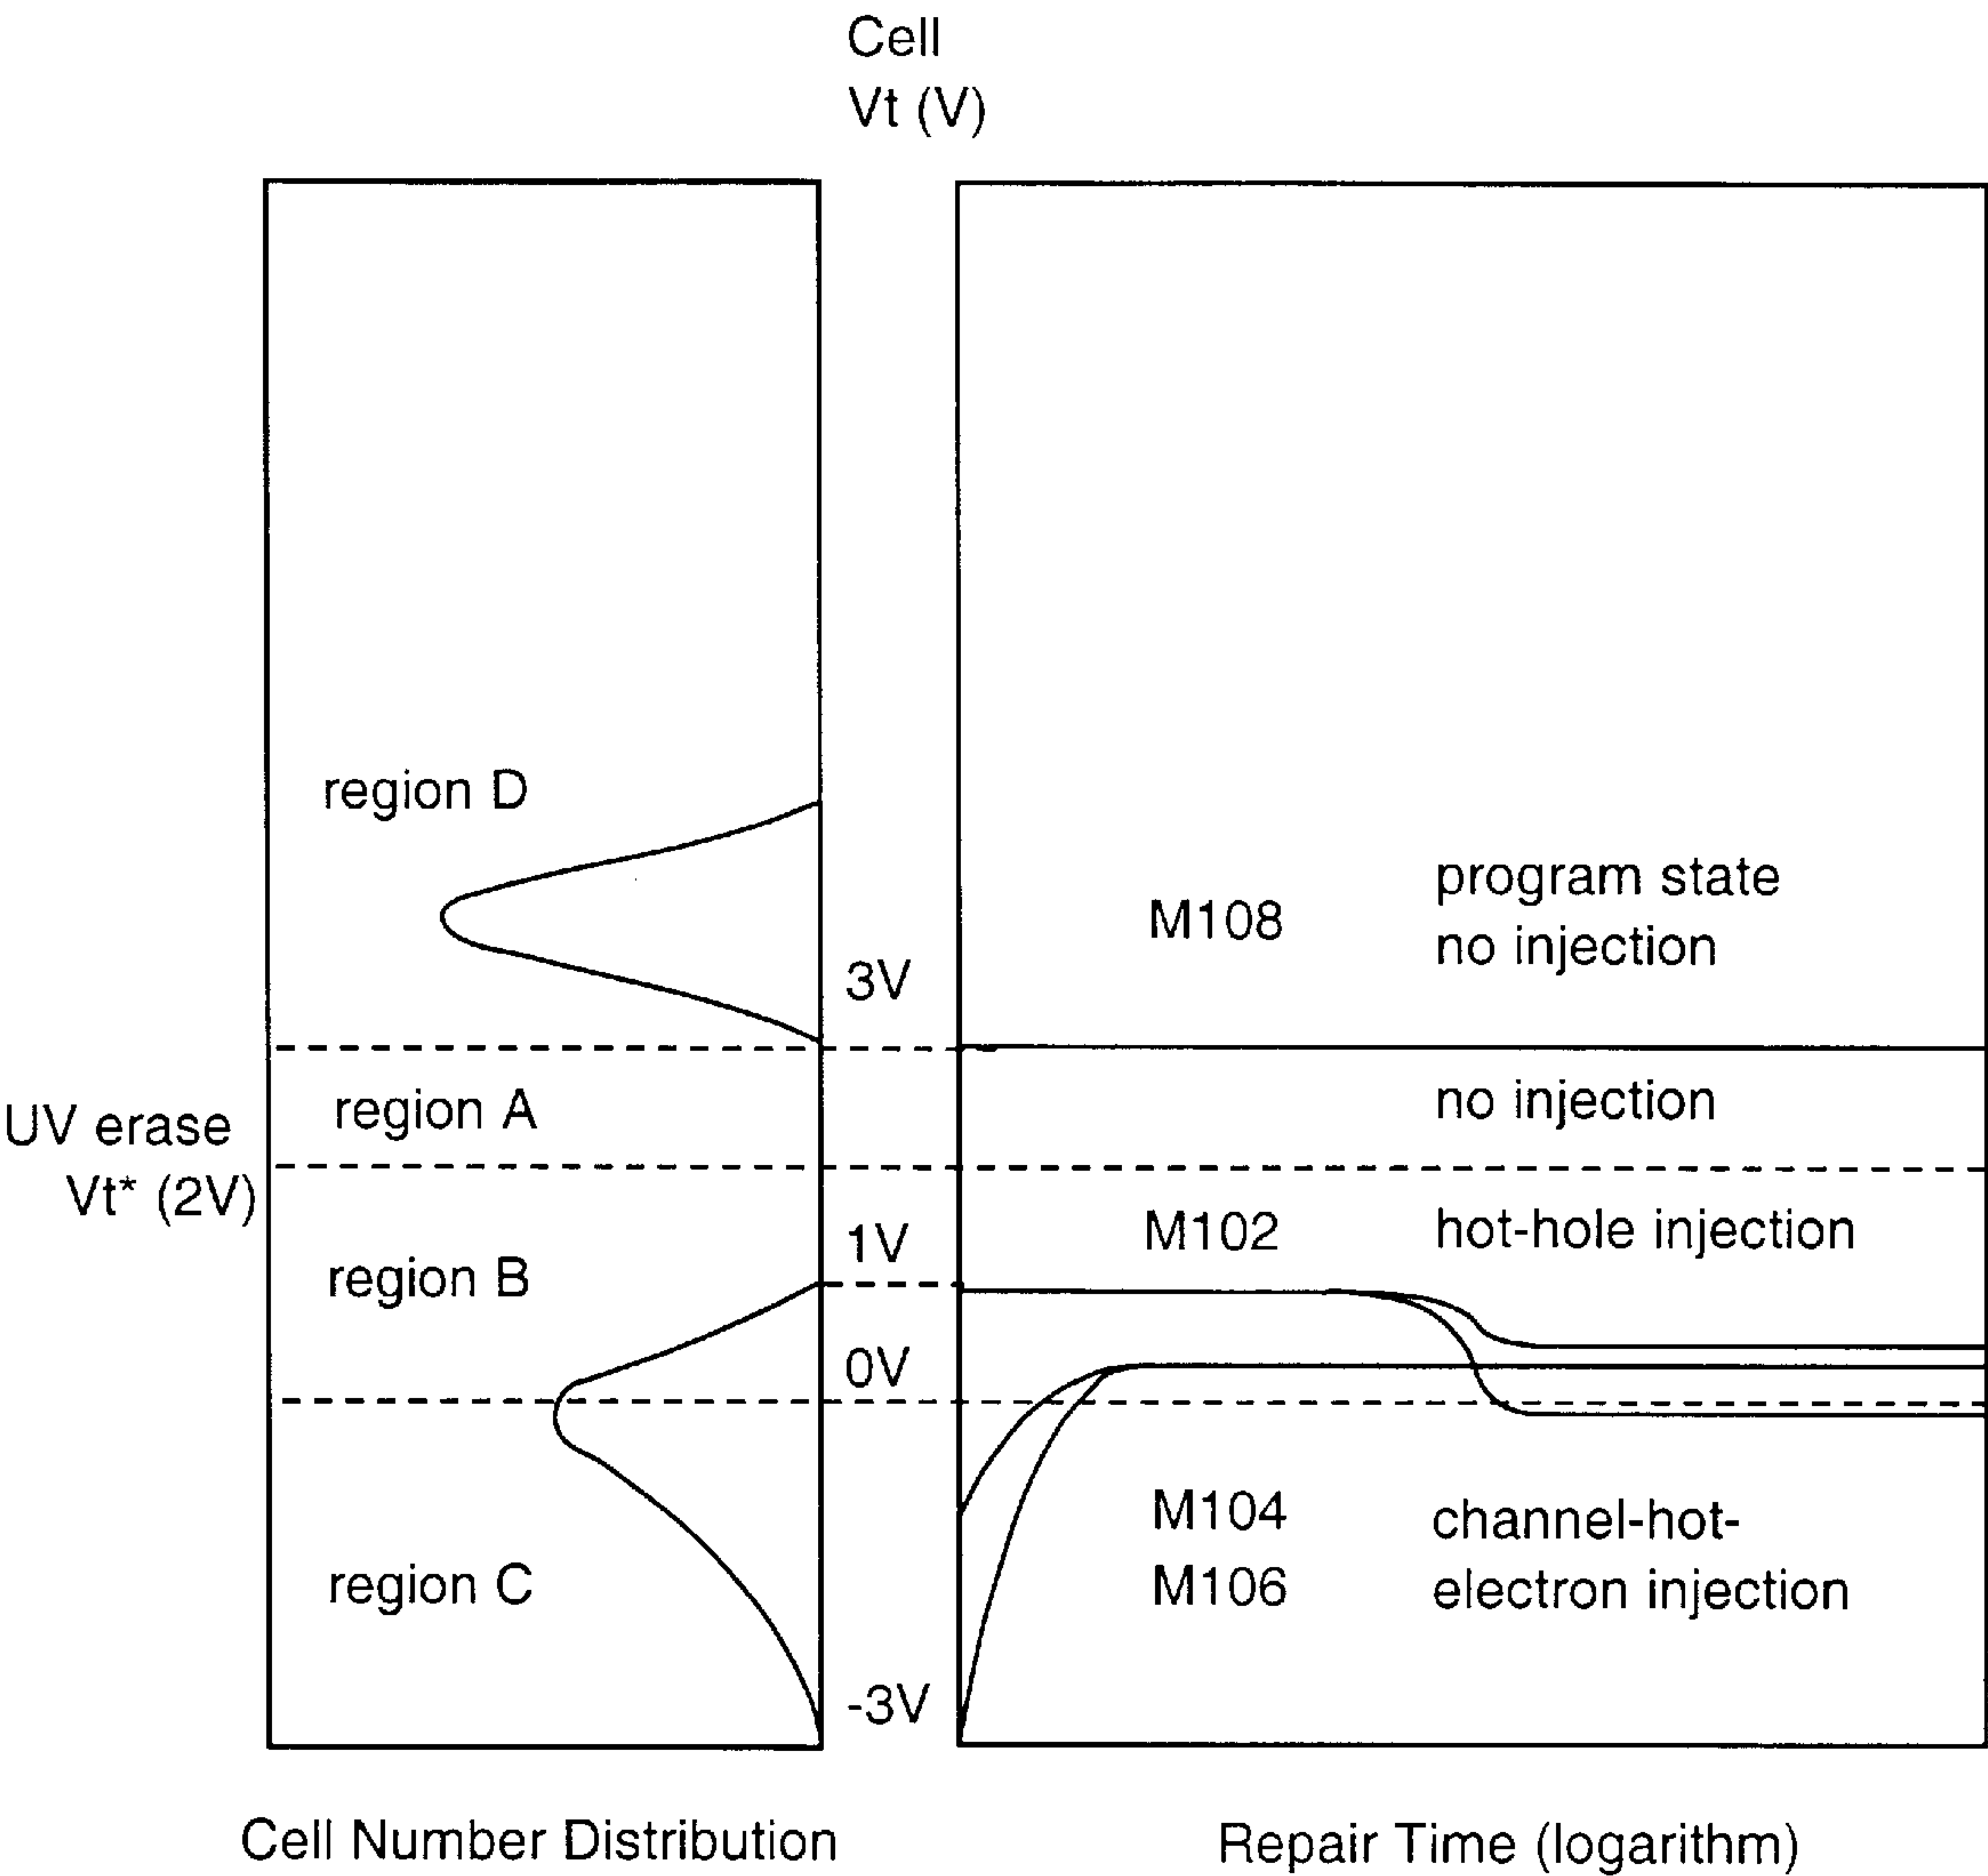 Cell
Vt (V)
region D
3V
M108
program state
no injection
UV erase
Vt* (2V)
region A
no injection
region B
1V
M102
hot-hole injection
0V
region C
-3V
M104
M106
channel-hot-
electron injection
Cell Number Distribution
Repair Time (logarithm)